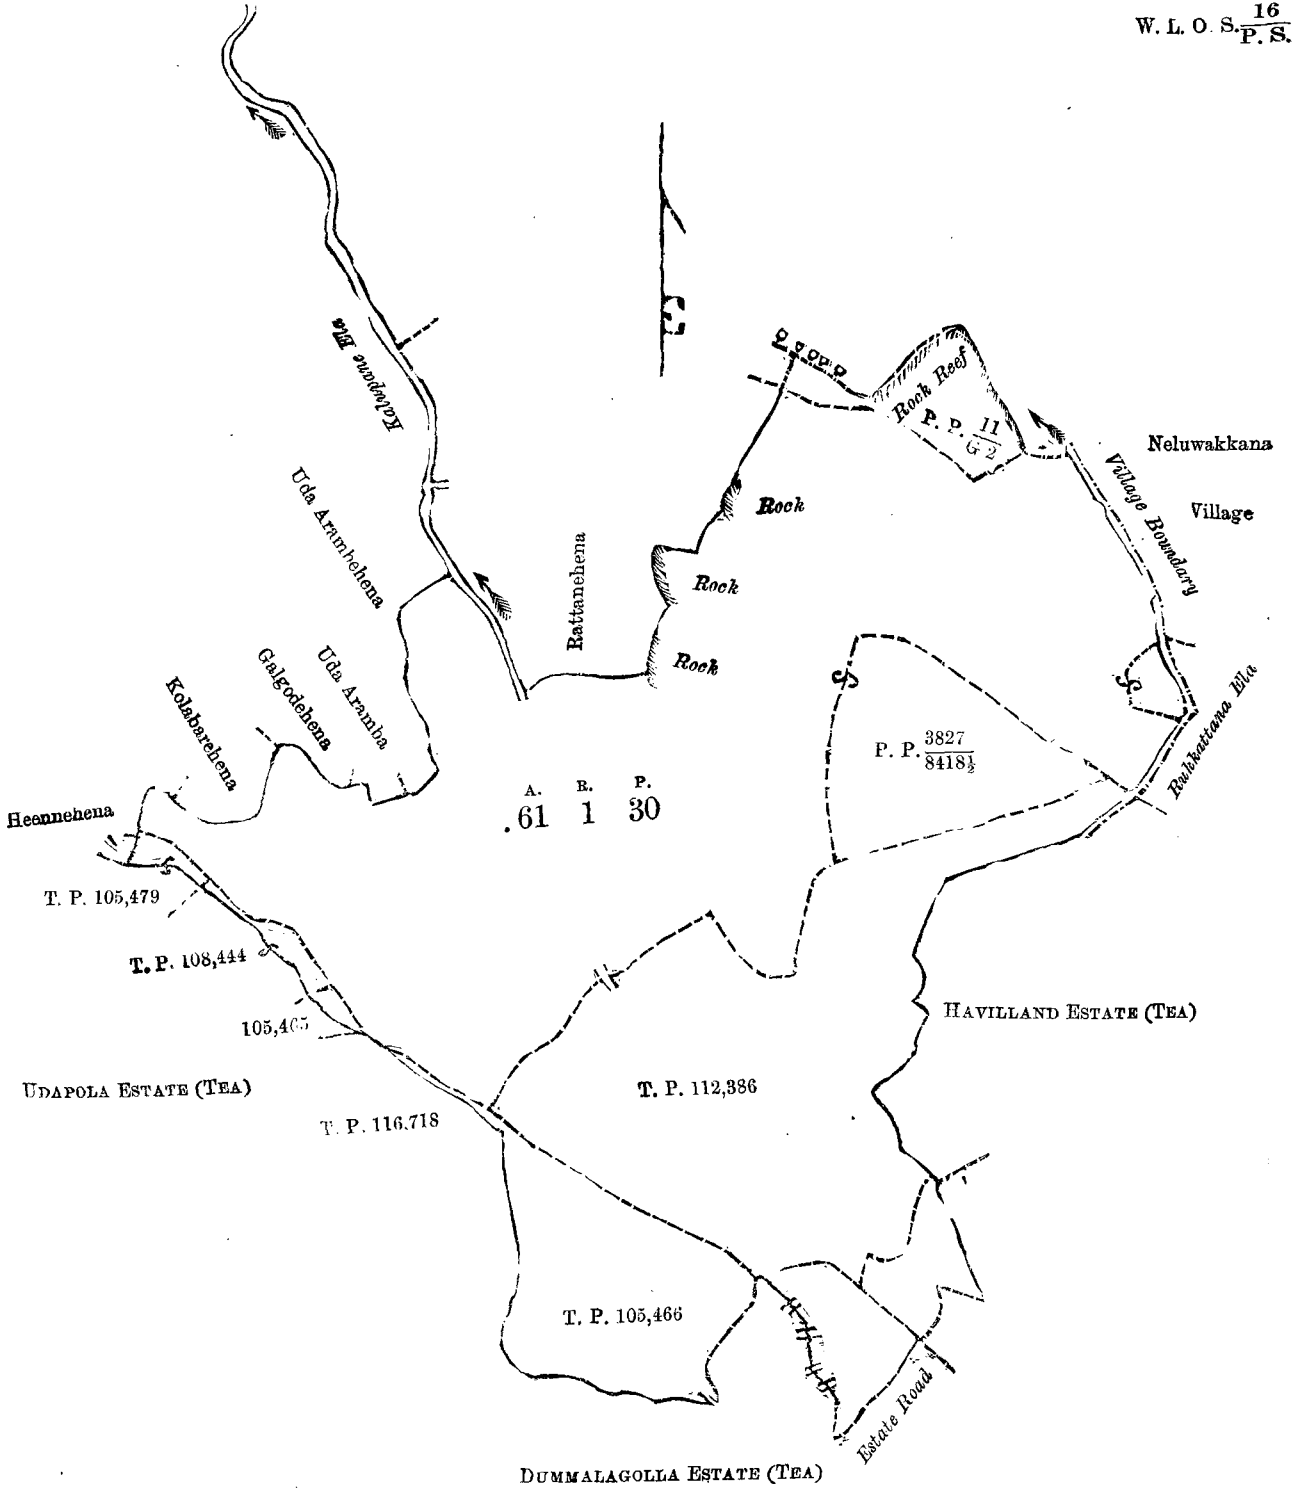 W. L. O. S. 16/P. S.
Kalupane Ela
Rock Reef
P. P. 11/G 2
Neluwakkana
Village
Village Boundary
Uda Arambehena
Rattanehena
Rock
Rock
Rock
Galgodehena
Uda Aramba
Kolabarehena
Heennehena
P. P. 3827/8418½
Ruhkattana Ela
A. R. P.
61 1 30
T. P. 105,479
T. P. 108,444
105,465
HAVILLAND ESTATE (TEA)
UDAPOLA ESTATE (TEA)
T. P. 112,386
T. P. 116,718
T. P. 105,466
Estate Road
DUMMALAGOLLA ESTATE (TEA)